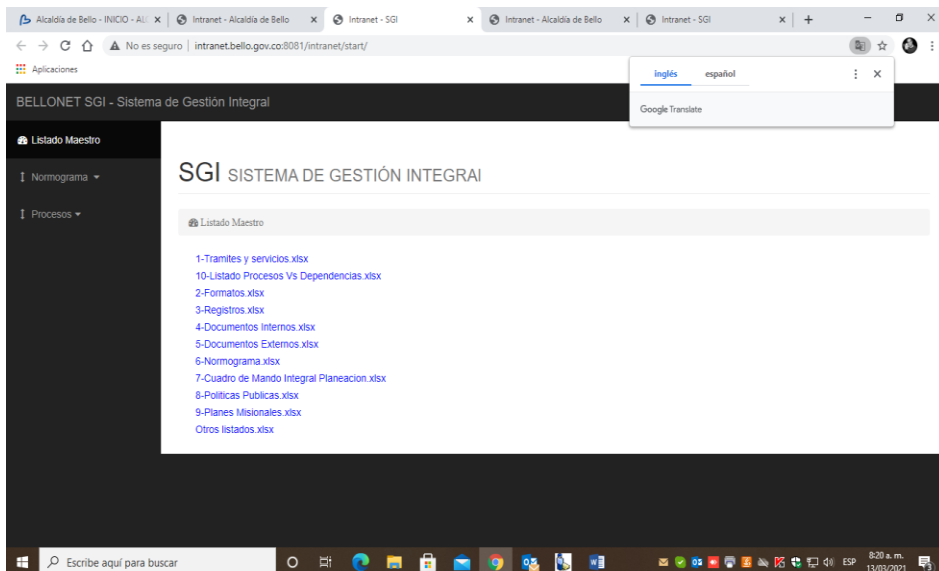 Alcaldía de Bello - INICIO - AL
Intranet - Alcaldía de Bello
Intranet - SGI
Intranet - Alcaldía de Bello
Intranet - SGI
No es seguro | intranet.bello.gov.co:8081/intranet/start/
Aplicaciones
inglés español
Google Translate
BELLONET SGI - Sistema de Gestión Integral
Listado Maestro
Normograma
Procesos
SGI SISTEMA DE GESTIÓN INTEGRAl
Listado Maestro
1-Tramites y servicios.xlsx
10-Listado Procesos Vs Dependencias.xlsx
2-Formatos.xlsx
3-Registros.xlsx
4-Documentos Internos.xlsx
5-Documentos Externos.xlsx
6-Normograma.xlsx
7-Cuadro de Mando Integral Planeacion.xlsx
8-Politicas Publicas.xlsx
9-Planes Misionales.xlsx
Otros listados.xlsx
Escribe aquí para buscar
ESP
8:20 a. m.
13/03/2021